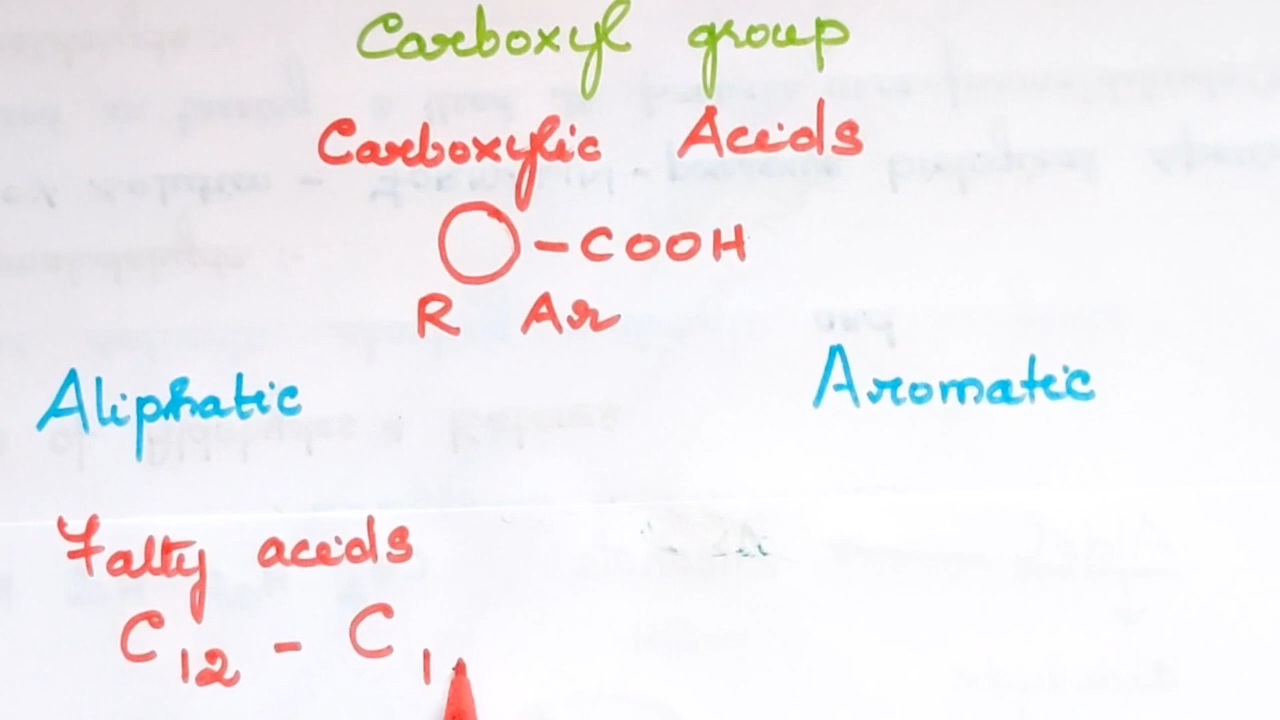 Carboxyl group
Carboxylic Acids
-COOH
R Ar
Aliphatic Aromatic
Fatty acids
C12 - C1